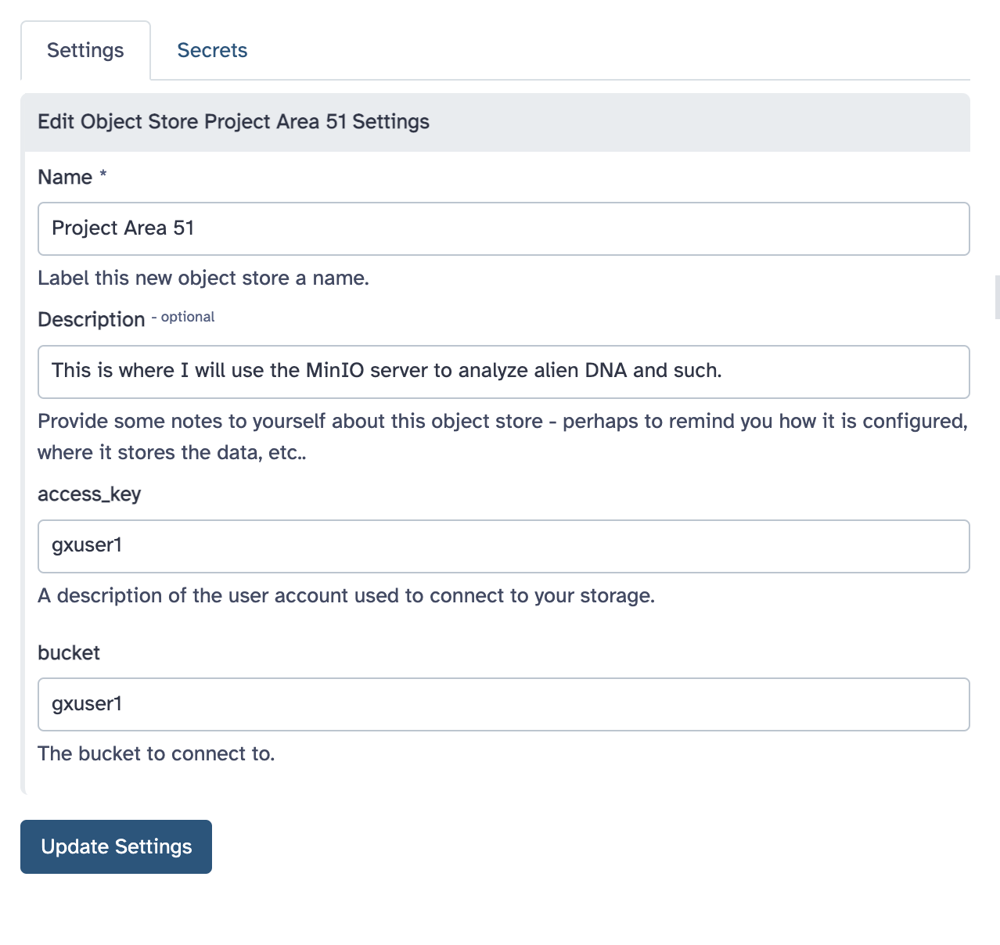 Settings
Secrets
Edit Object Store Project Area 51 Settings
Name *
Project Area 51
Label this new object store a name.
Description - optional
This is where I will use the MinIO server to analyze alien DNA and such.
Provide some notes to yourself about this object store - perhaps to remind you how it is configured,
where it stores the data, etc..
access_key
gxuser1
A description of the user account used to connect to your storage.
bucket
gxuser1
The bucket to connect to.
Update Settings